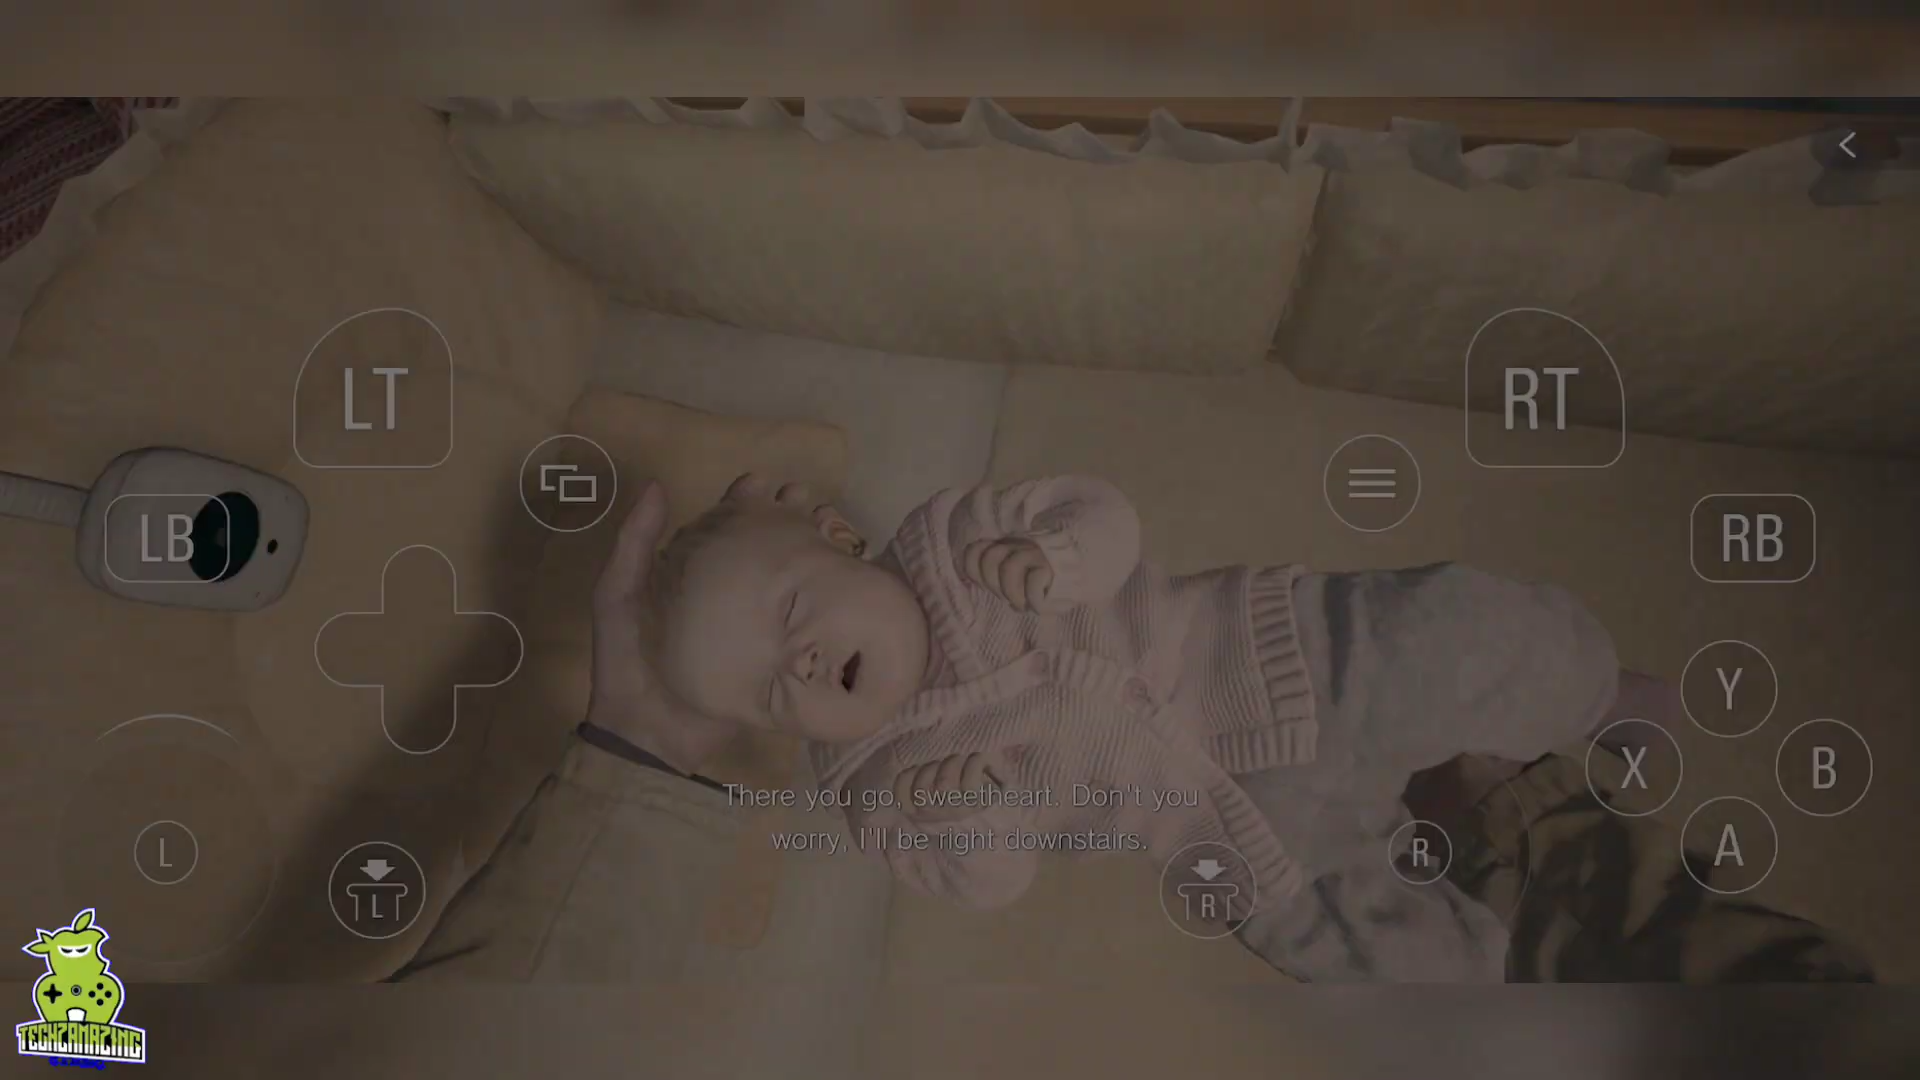 LT
RT
LB
RB
Y
X
B
A
There you go, sweetheart. Don't you
worry, I'll be right downstairs.
L
R
L
R
TECHZAMAZING